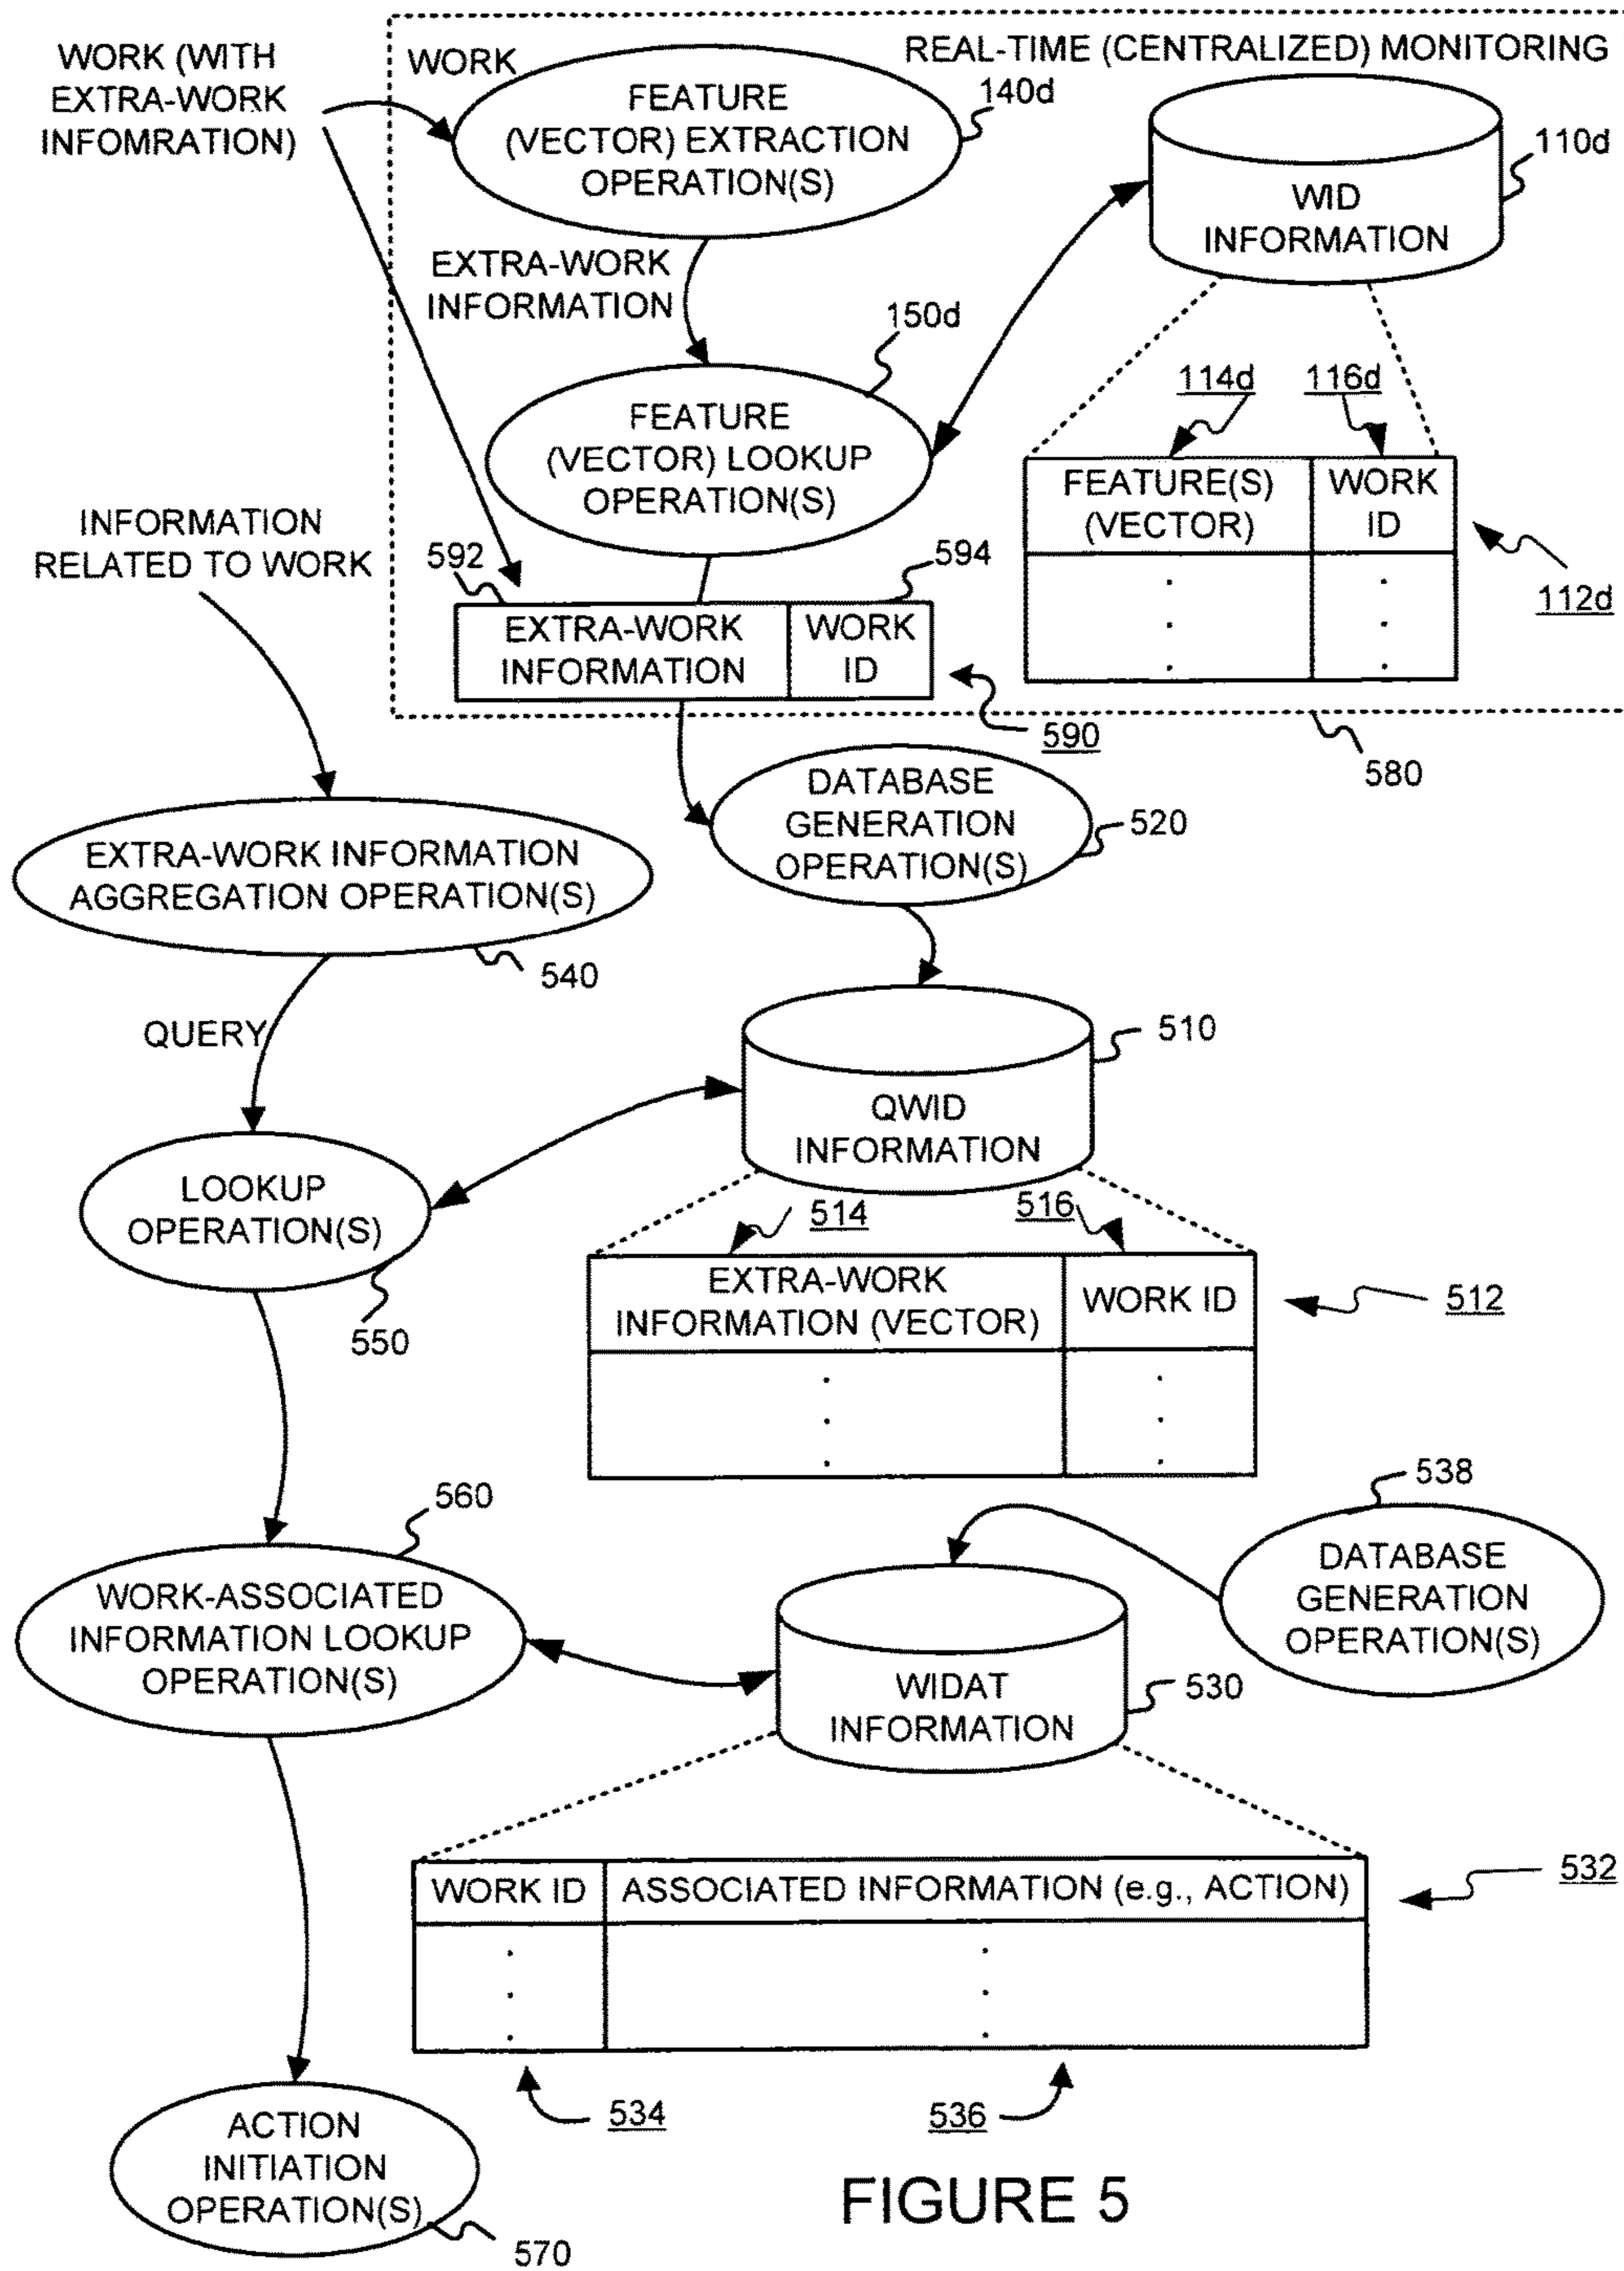 WORK (WITH
EXTRA-WORK
INFOMRATION)
WORK
REAL-TIME (CENTRALIZED) MONITORING
FEATURE
(VECTOR) EXTRACTION
OPERATION(S)
140d
WID
INFORMATION
110d
EXTRA-WORK
INFORMATION
150d
FEATURE
(VECTOR) LOOKUP
OPERATION(S)
114d
116d
FEATURE(S)
(VECTOR)
WORK
ID
.
.
.
.
.
.
112d
INFORMATION
RELATED TO WORK
592
594
EXTRA-WORK
INFORMATION
WORK
ID
590
580
DATABASE
GENERATION
OPERATION(S)
520
EXTRA-WORK INFORMATION
AGGREGATION OPERATION(S)
540
QUERY
510
QWID
INFORMATION
LOOKUP
OPERATION(S)
550
514
516
EXTRA-WORK
INFORMATION (VECTOR)
WORK ID
.
.
.
.
.
.
512
538
DATABASE
GENERATION
OPERATION(S)
560
WORK-ASSOCIATED
INFORMATION LOOKUP
OPERATION(S)
WIDAT
INFORMATION
530
WORK ID
ASSOCIATED INFORMATION (e.g., ACTION)
.
.
.
.
.
.
532
534
536
ACTION
INITIATION
OPERATION(S)
570
FIGURE 5